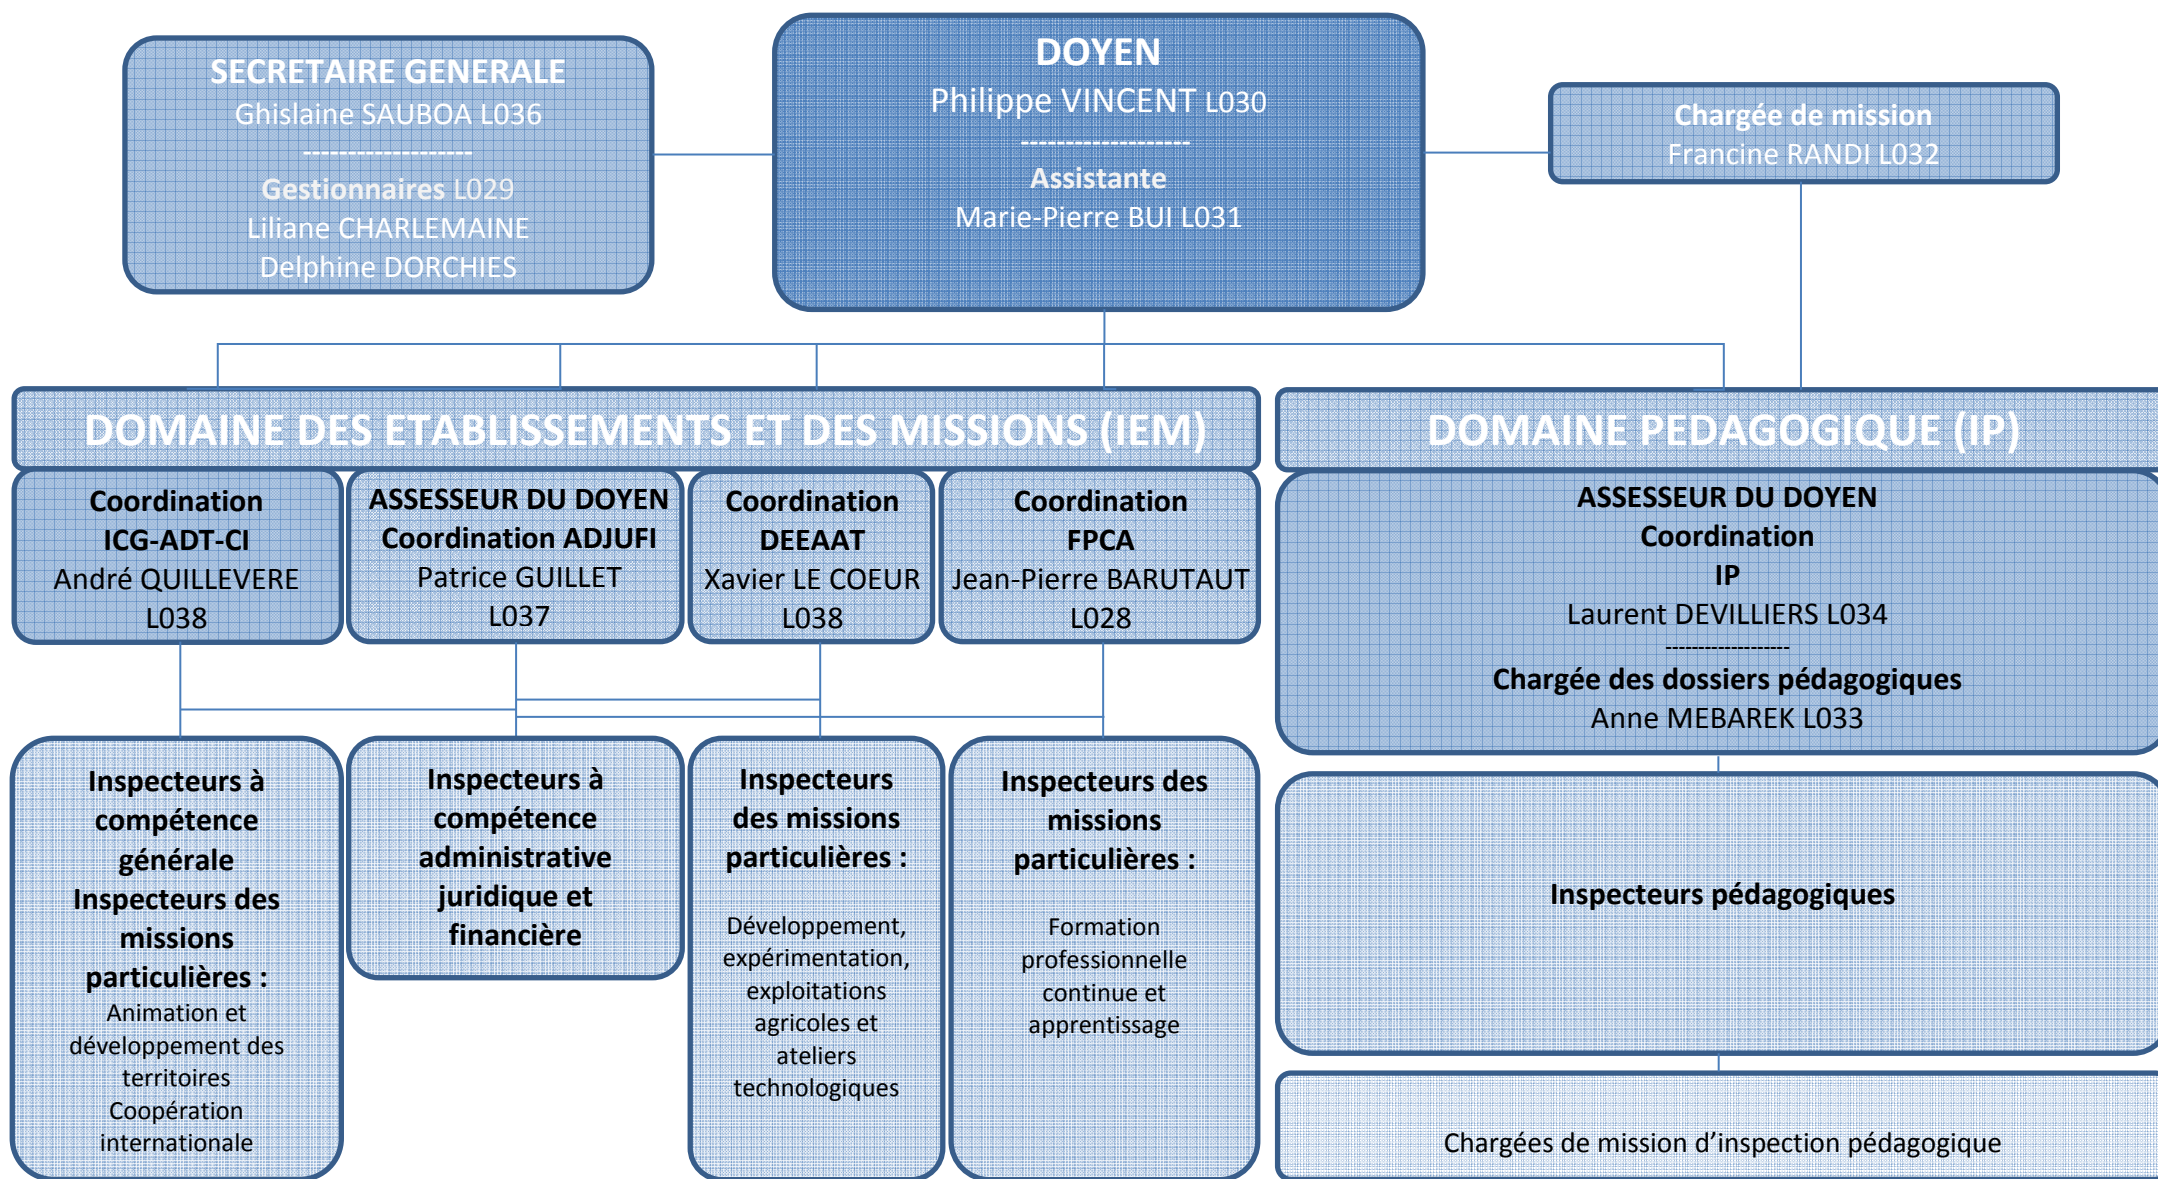 SECRETAIRE GENERALE
Ghislaine SAUBOA L036
-------------------
Gestionnaires L029
Liliane CHARLEMAINE
Delphine DORCHIES
DOYEN
Philippe VINCENT L030
-------------------
Assistante
Marie-Pierre BUI L031
Chargée de mission
Francine RANDI L032
DOMAINE DES ETABLISSEMENTS ET DES MISSIONS (IEM)
DOMAINE PEDAGOGIQUE (IP)
Coordination
ICG-ADT-CI
André QUILLEVERE
L038
ASSESSEUR DU DOYEN
Coordination ADJUFI
Patrice GUILLET
L037
Coordination
DEEAAT
Xavier LE COEUR
L038
Coordination
FPCA
Jean-Pierre BARUTAUT
L028
ASSESSEUR DU DOYEN
Coordination
IP
Laurent DEVILLIERS L034
-------------------
Chargée des dossiers pédagogiques
Anne MEBAREK L033
Inspecteurs à
compétence
générale
Inspecteurs des
missions
particulières :
Animation et
développement des
territoires
Coopération
internationale
Inspecteurs à
compétence
administrative
juridique et
financière
Inspecteurs
des missions
particulières :
Développement,
expérimentation,
exploitations
agricoles et
ateliers
technologiques
Inspecteurs des
missions
particulières :
Formation
professionnelle
continue et
apprentissage
Inspecteurs pédagogiques
Chargées de mission d’inspection pédagogique